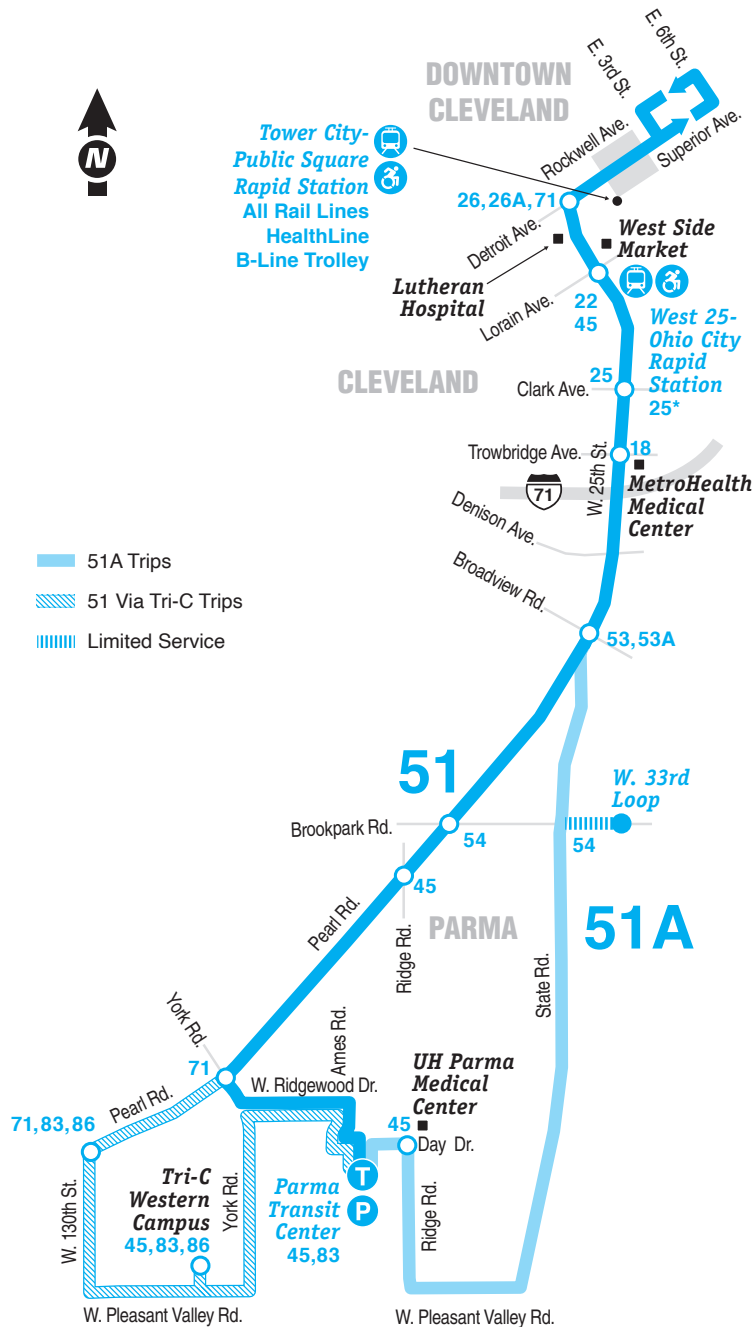 DOWNTOWN
CLEVELAND
E. 3rd St.
E. 6th St.
N
Tower City-
Public Square
Rapid Station
All Rail Lines
HealthLine
B-Line Trolley
Rockwell Ave.
Superior Ave.
26, 26A, 71
Detroit Ave.
West Side
Market
Lutheran
Hospital
Lorain Ave.
22
45
West 25-
Ohio City
Rapid
Station
25*
CLEVELAND
25
Clark Ave.
Trowbridge Ave.
18
W. 25th St.
71
MetroHealth
Medical
Center
Denison Ave.
51A Trips
51 Via Tri-C Trips
Limited Service
Broadview Rd.
53, 53A
51
W. 33rd
Loop
Brookpark Rd.
54
54
45
Pearl Rd.
Ridge Rd.
PARMA
51A
State Rd.
York Rd.
71
Ames Rd.
W. Ridgewood Dr.
UH Parma
Medical
Center
Pearl Rd.
71, 83, 86
45
Day Dr.
W. 130th St.
Tri-C
Western
Campus
45, 83, 86
York Rd.
T
P
Parma
Transit
Center
45, 83
Ridge Rd.
W. Pleasant Valley Rd.
W. Pleasant Valley Rd.